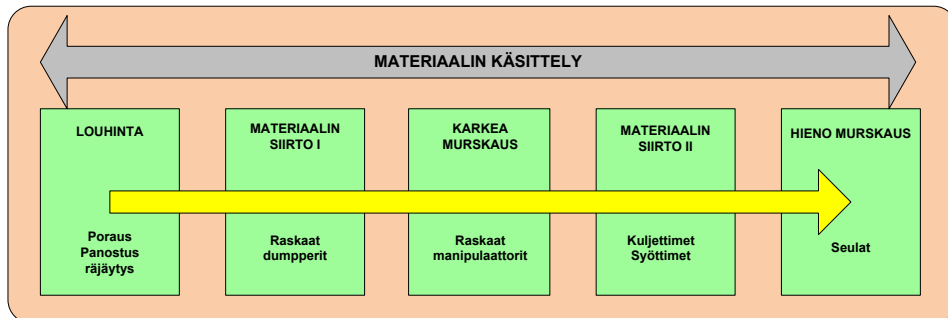 MATERIAALIN KÄSITTELY
LOUHINTA
Poraus
Panostus
räjäytys
MATERIAALIN
SIIRTO I
Raskaat
dumpperit
KARKEA
MURSKAUS
Raskaat
manipulaattorit
MATERIAALIN
SIIRTO II
Kuljettimet
Syöttimet
HIENO MURSKAUS
Seulat